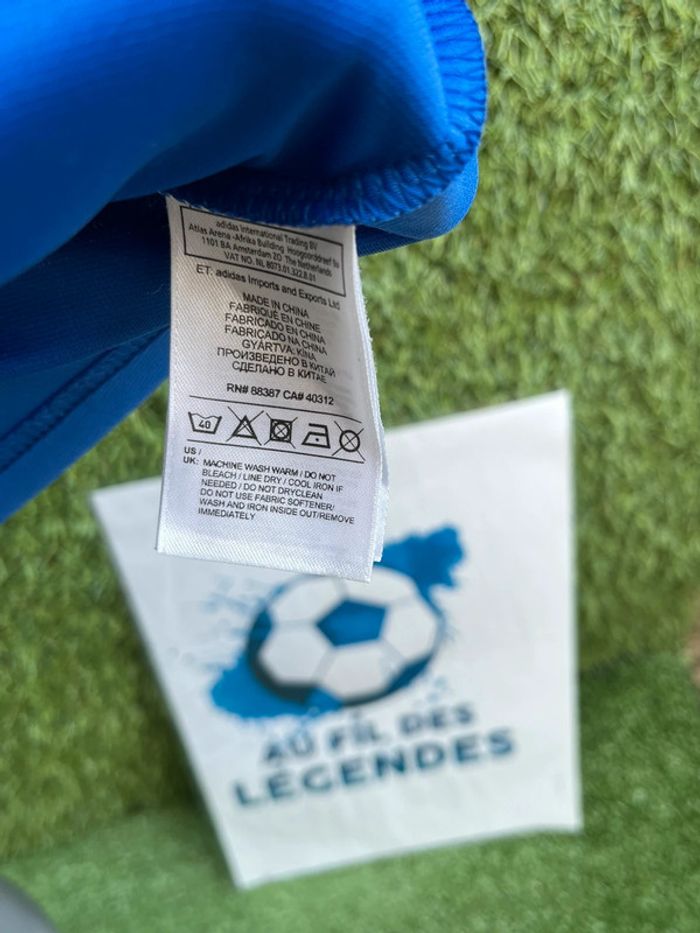 adidas International Trading BV
Atlas Arena -Afrika Building Hoogoorddreef 9a
1101 BA Amsterdam ZO The Netherlands
VAT NO. NL 8073.01.322.B.01
ET. adidas Imports and Exports Ltd
MADE IN CHINA
FABRIQUÉ EN CHINE
FABRICADO EN CHINA
FABRICADO NA CHINA
GYÁRTVA: KÍNA
ПРОИЗВЕДЕНО В КИТАЙ
СДЕЛАНО В КИТАЕ
RN# 88387 CA# 40312
40
US /
UK: MACHINE WASH WARM / DO NOT
BLEACH / LINE DRY / COOL IRON IF
NEEDED / DO NOT DRYCLEAN
DO NOT USE FABRIC SOFTENER/
WASH AND IRON INSIDE OUT/REMOVE
IMMEDIATELY
AU FIL DES
LÉGENDES